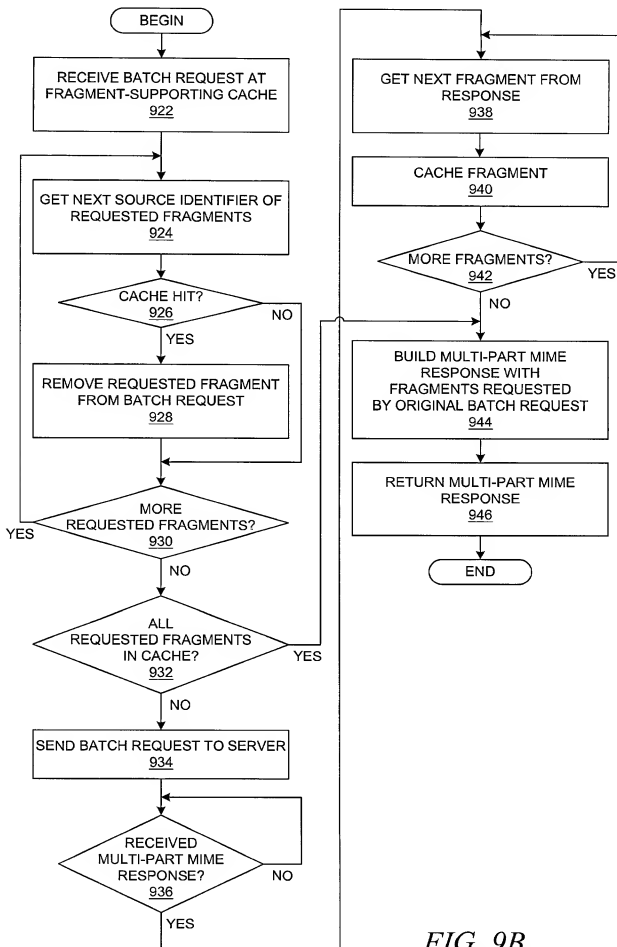 BEGIN
RECEIVE BATCH REQUEST AT
FRAGMENT-SUPPORTING CACHE
922
GET NEXT SOURCE IDENTIFIER OF
REQUESTED FRAGMENTS
924
CACHE HIT?
926
NO
YES
REMOVE REQUESTED FRAGMENT
FROM BATCH REQUEST
928
MORE
REQUESTED FRAGMENTS?
930
YES
NO
ALL
REQUESTED FRAGMENTS
IN CACHE?
932
YES
NO
SEND BATCH REQUEST TO SERVER
934
RECEIVED
MULTI-PART MIME
RESPONSE?
936
NO
YES
GET NEXT FRAGMENT FROM
RESPONSE
938
CACHE FRAGMENT
940
MORE FRAGMENTS?
942
YES
NO
BUILD MULTI-PART MIME
RESPONSE WITH
FRAGMENTS REQUESTED
BY ORIGINAL BATCH REQUEST
944
RETURN MULTI-PART MIME
RESPONSE
946
END
FIG. 9B